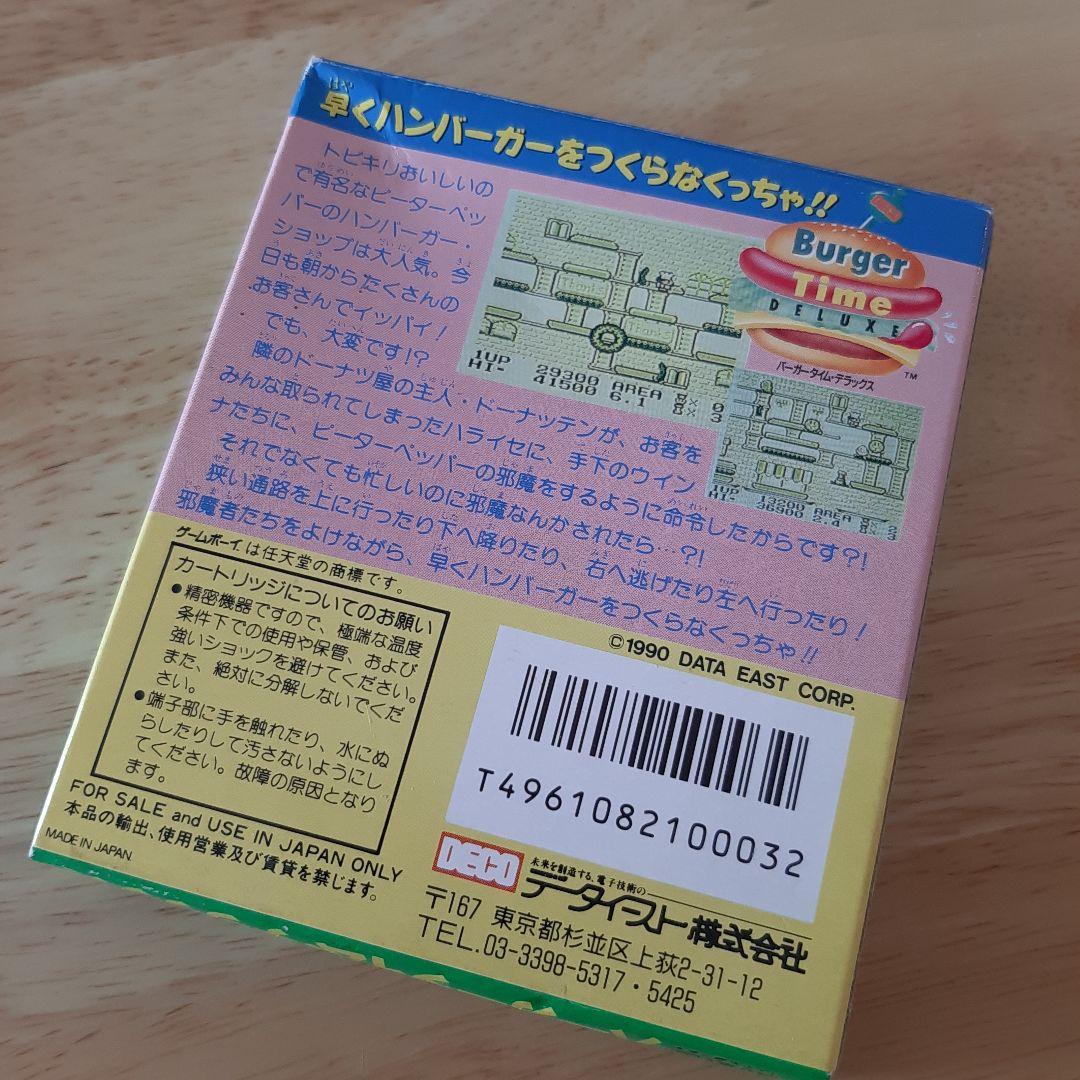 早くハンバーガーをつくらなくっちゃ!!
はや
トビキリおいしいの
で有名なピーターペッ
パーのハンバーガー・
ショップは大人気。今
日も朝からたくさんの
お客さんでイッパイ!
でも、大変です!?
隣のドーナツ屋の主人・ドーナッテンが、お客を
みんな取られてしまったハライセに、手下のウイン
ナたちに、ピーターペッパーの邪魔をするように命令したからです?!
それでなくても忙しいのに邪魔なんかされたら…?!
狭い通路を上に行ったり下へ降りたり、右へ逃げたり左へ行ったり!
邪魔者たちをよけながら、早くハンバーガーをつくらなくっちゃ!!
Burger
Time
DELUXE
TM
バーガータイム・デラックス
1UP 29300 AREA
HI- 41500 6.1
1UP 13200 AREA
HI- 36300 2.4
©1990 DATA EAST CORP.
ゲームボーイは任天堂の商標です。
カートリッジについてのお願い
●精密機器ですので、極端な温度
条件下での使用や保管、および
強いショックを避けてください。
また、絶対に分解しないでくだ
さい。
●端子部に手を触れたり、水にぬ
らしたりして汚さないようにし
てください。故障の原因となり
ます。
FOR SALE and USE IN JAPAN ONLY
本品の輸出、使用営業及び賃貸を禁じます。
MADE IN JAPAN
T4961082100032
DECO
未来を創造する、電子技術の
データイースト株式会社
〒167 東京都杉並区上荻2-31-12
TEL.03-3398-5317・5425